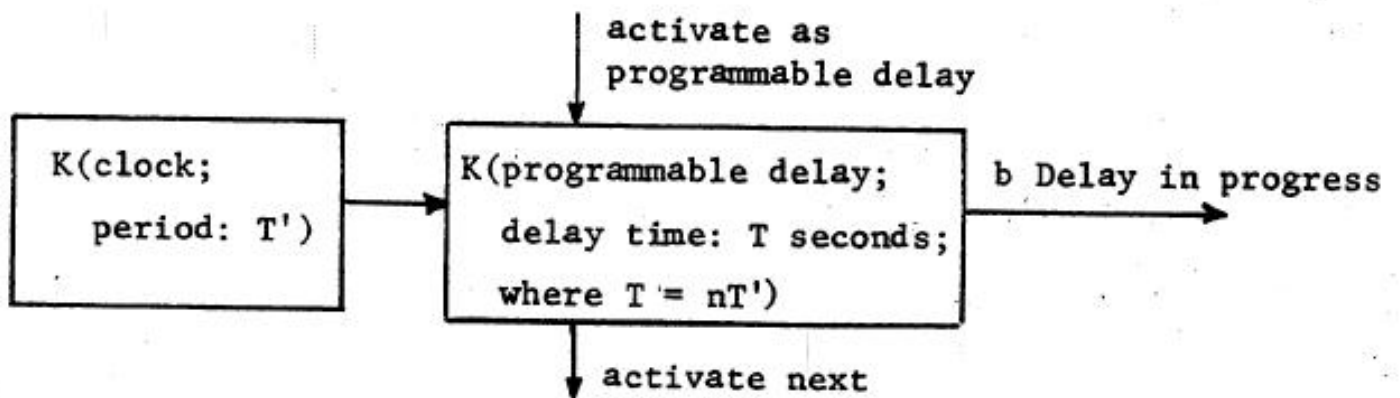 activate as
programmable delay
K(clock;
period: T')
K(programmable delay;
delay time: T seconds;
where T = nT')
b Delay in progress
activate next